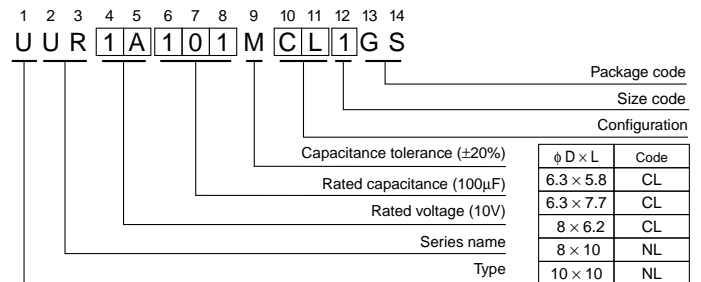 1 2 3 4 5 6 7 8 9 10 11 12 13 14
U U R 1 A 1 0 1 M C L 1 G S
Package code
Size code
Configuration
Capacitance tolerance (±20%)
Rated capacitance (100µF)
Rated voltage (10V)
Series name
Type
ϕ D × L Code
6.3 × 5.8 CL
6.3 × 7.7 CL
8 × 6.2 CL
8 × 10 NL
10 × 10 NL